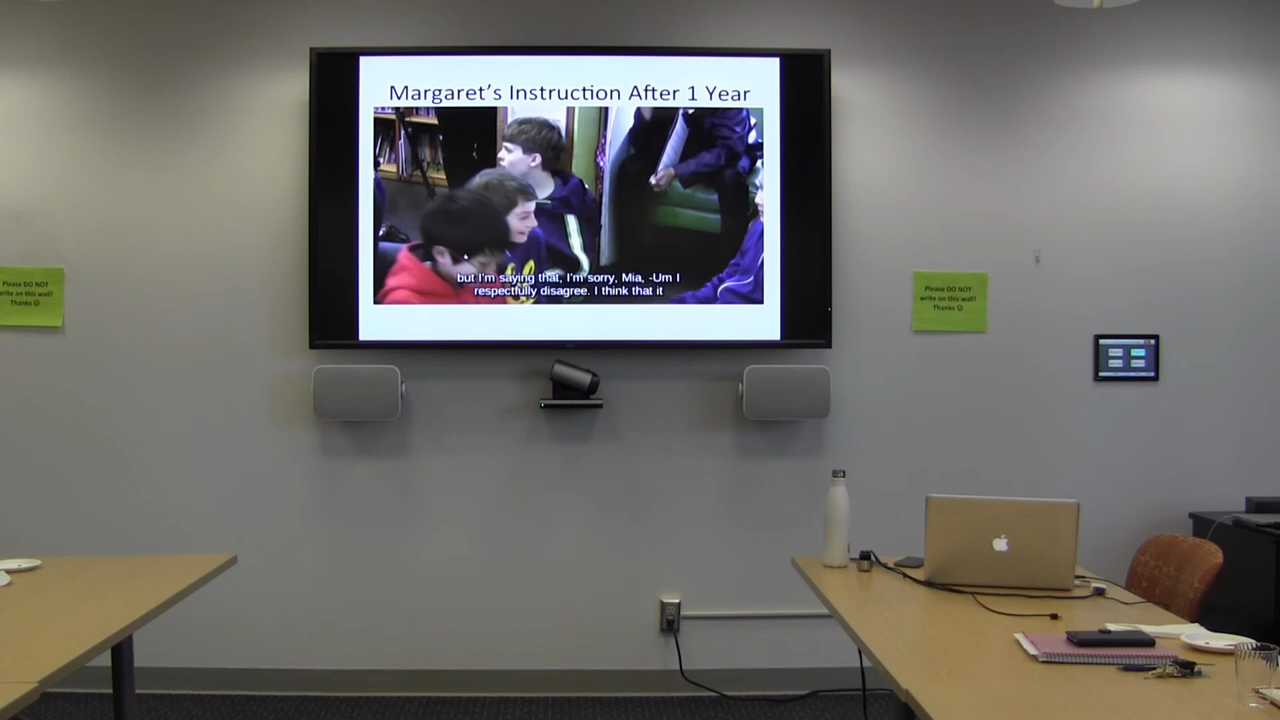 Margaret's Instruction After 1 Year
but I'm saying that, I'm sorry, Mia, -Um I
respectfully disagree. I think that it
Please DO NOT
write on this wall!
Thanks ☺
Please DO NOT
write on this wall!
Thanks ☺